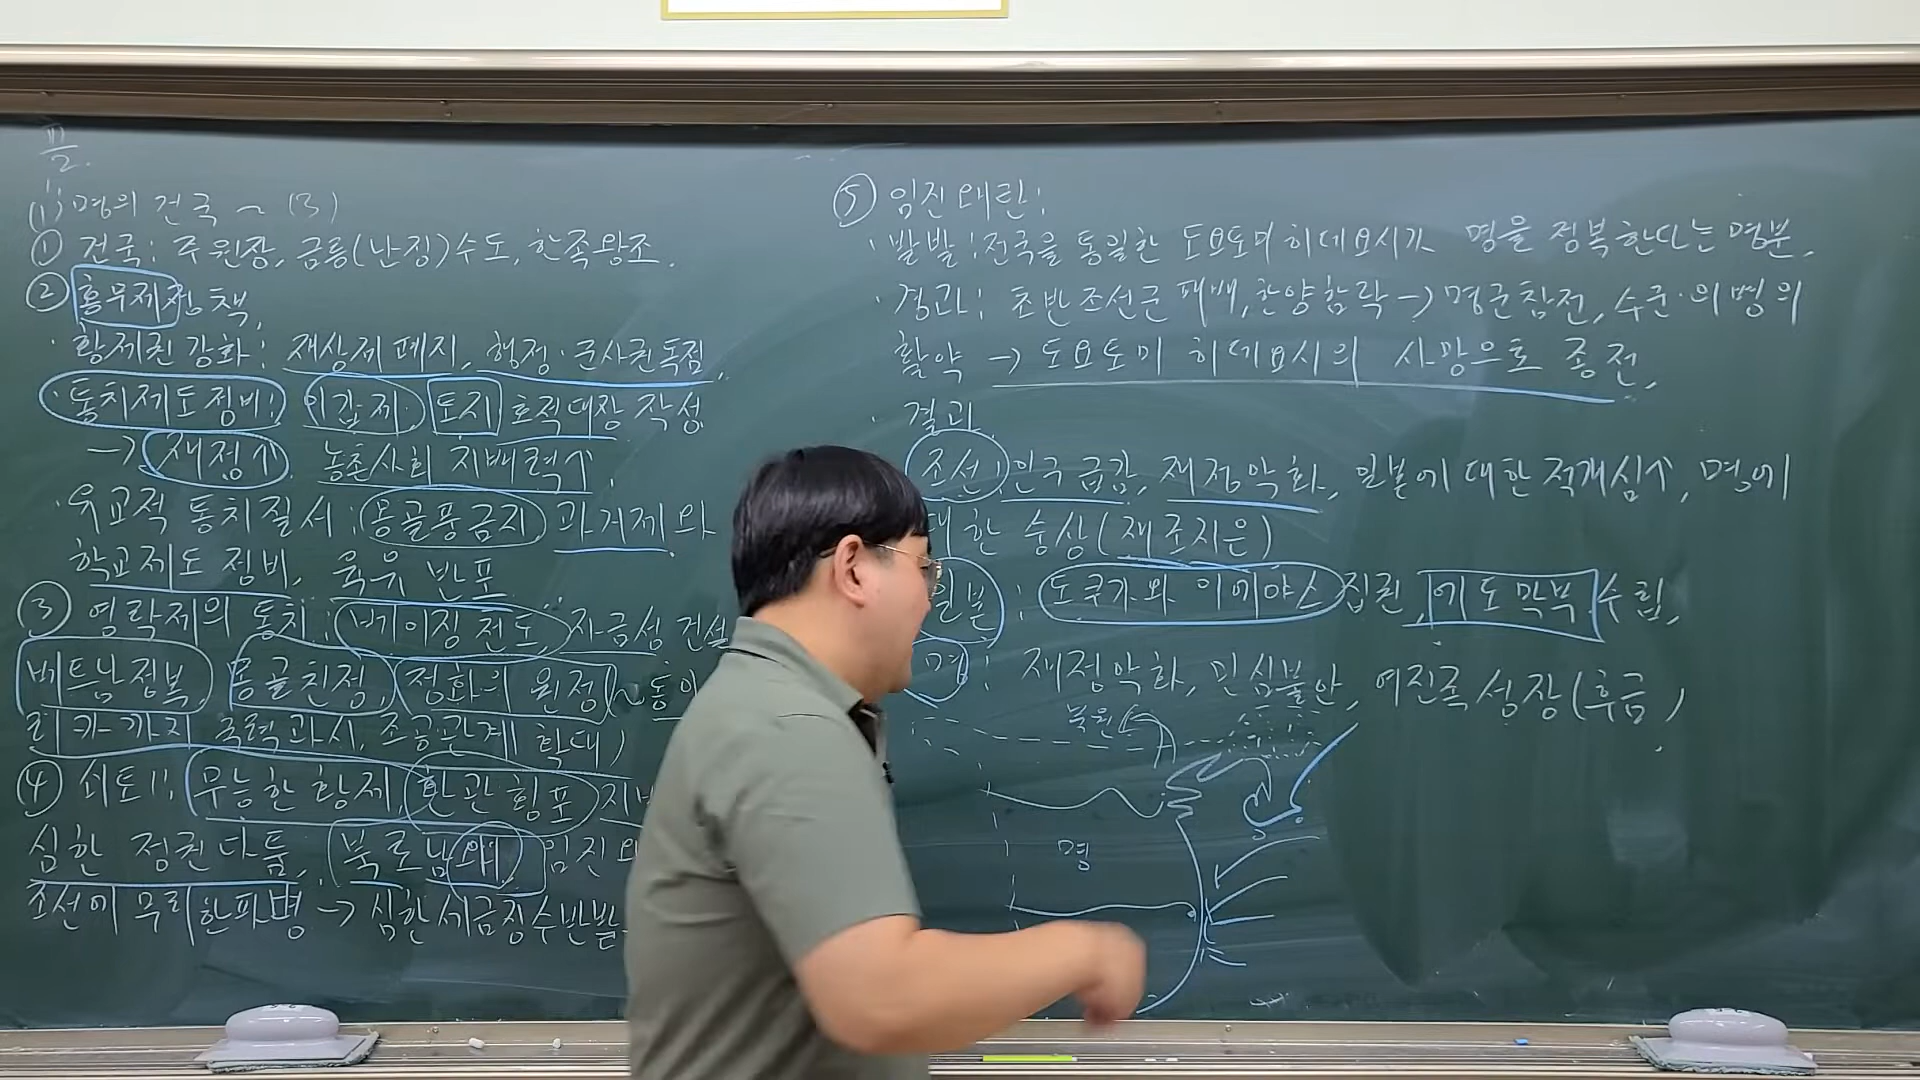 Ⅲ
2.
1.
(1) 명의 건국 ~ (3)
① 건국: 주원장, 금릉(난징)수도, 한족왕조.
② 홍무제정책
· 황제권 강화: 재상제 폐지, 행정·군사권독점.
· 통치제도정비: 이갑제. 토지 호적대장 작성
→ 재정↑. 농촌사회 지배력↑.
· 유교적 통치질서: 몽골풍금지 과거제와
학교제도 정비, 육유 반포.
③ 영락제의 통치: 베이징 천도, 자금성 건설
베트남정복, 몽골친정, 정화의 원정(~동아
리카까지 국력과시, 조공관계 확대)
④ 쇠퇴: 무능한 황제, 환관 횡포
심한 정권다툼, 북로남왜 임진왜
조선에 무리한파병 → 심한세금징수반발
⑤ 임진왜란:
· 발발: 전국을 통일한 도요토미히데요시가 명을 정복한다는 명분.
· 경과: 초반조선군 패배, 한양함락 → 명군참전, 수군·의병의
활약 → 도요토미 히데요시의 사망으로 종전.
· 결과
조선: 인구급감, 재정악화, 일본에 대한 적개심↑, 명에
대한 숭상(재조지은)
일본: 도쿠가와 이에야스 집권, 에도막부 수립,
명: 재정악화, 민심불안, 여진족성장(후금)
북원
명